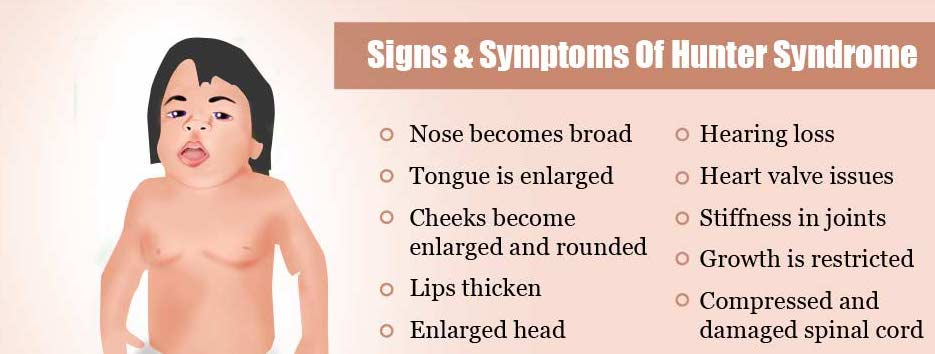 Signs & Symptoms Of Hunter Syndrome
Nose becomes broad
Tongue is enlarged
Cheeks become
enlarged and rounded
Lips thicken
Enlarged head
Hearing loss
Heart valve issues
Stiffness in joints
Growth is restricted
Compressed and
damaged spinal cord